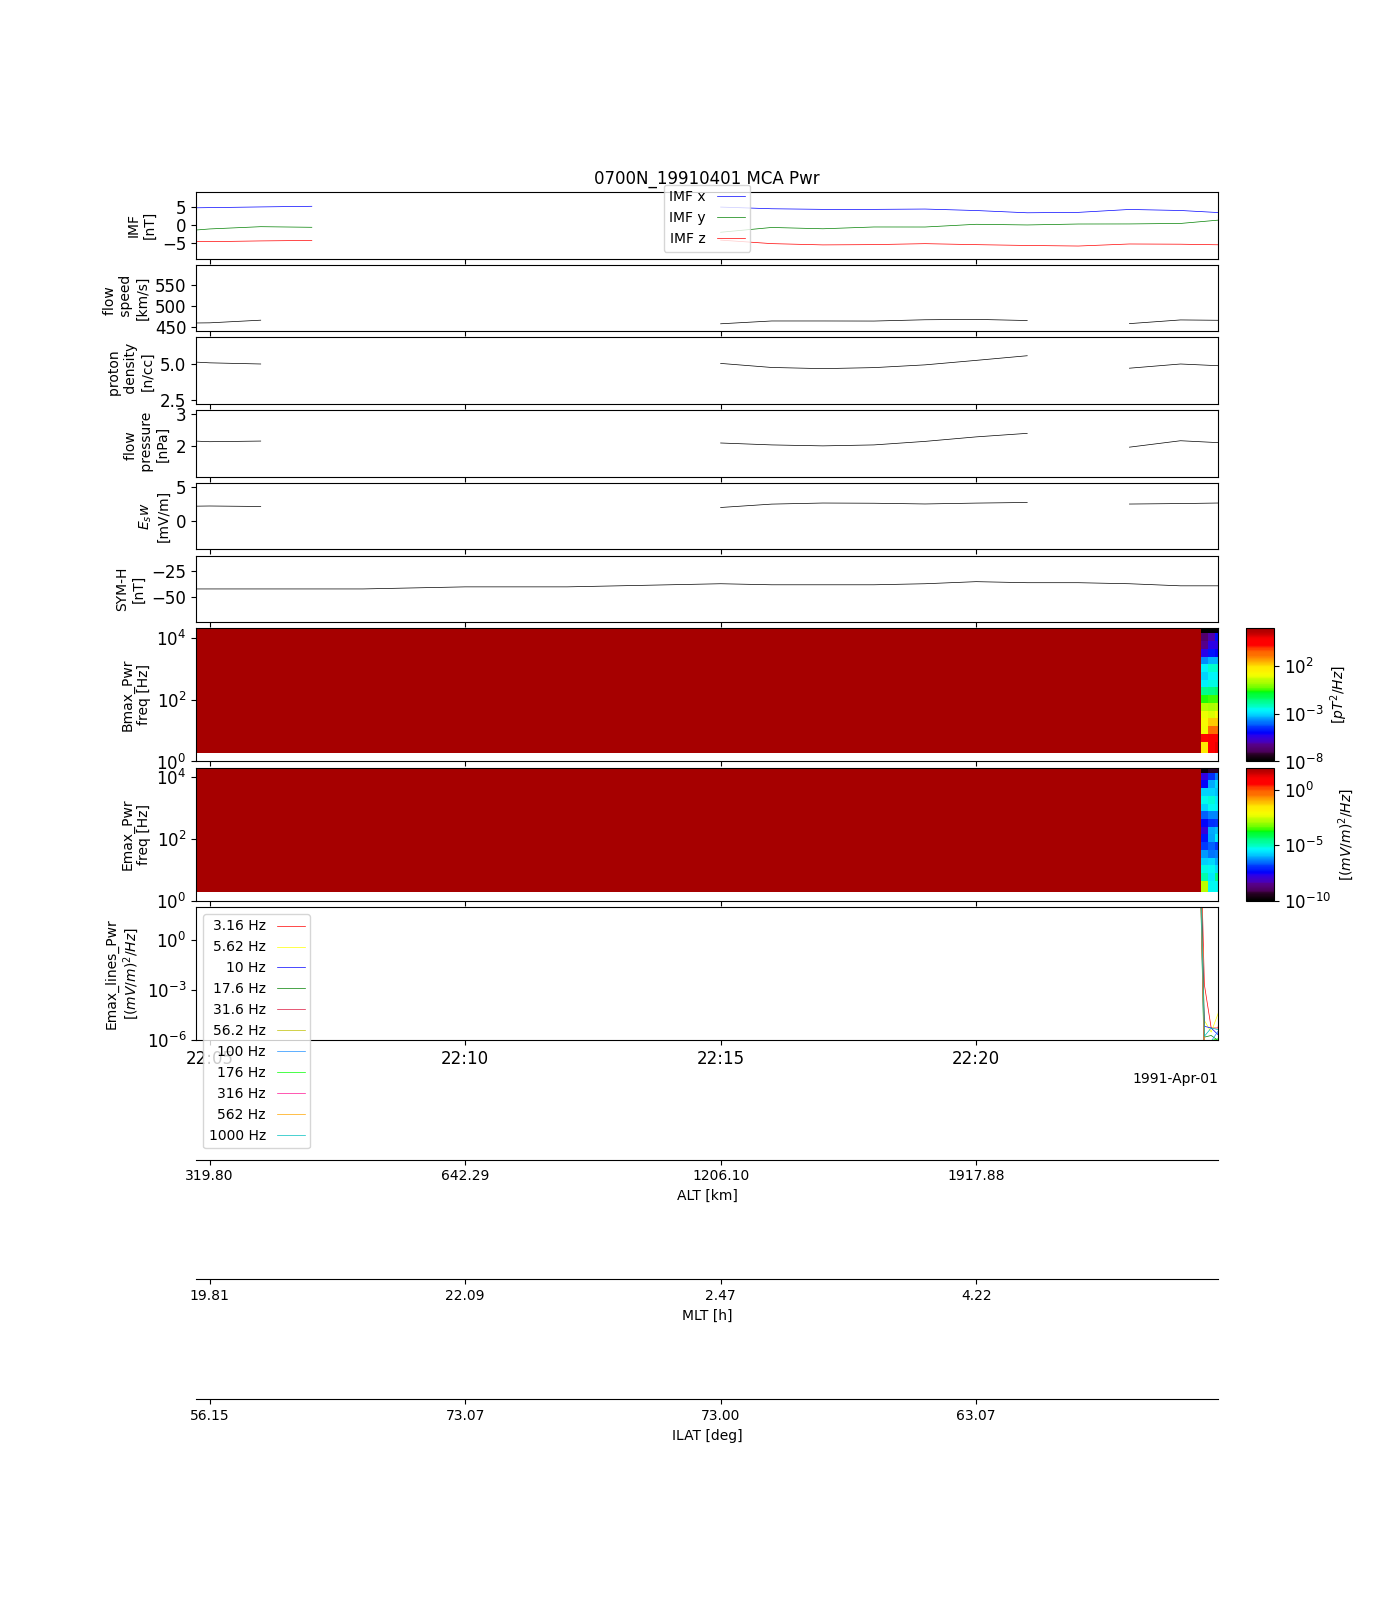 0700N_19910401 MCA Pwr
IMF
[nT]
5
0
−5
IMF x
IMF y
IMF z
flow
speed
[km/s]
550
500
450
proton
density
[n/cc]
5.0
2.5
flow
pressure
[nPa]
3
2
E_sw
[mV/m]
5
0
SYM-H
[nT]
−25
−50
Bmax_Pwr
freq [Hz]
10^4
10^2
10^0
10^2
10^−3
10^−8
[pT^2/Hz]
Emax_Pwr
freq [Hz]
10^4
10^2
10^0
10^0
10^−5
10^−10
[(mV/m)^2/Hz]
Emax_lines_Pwr
[(mV/m)^2/Hz]
10^0
10^−3
10^−6
3.16 Hz
5.62 Hz
10 Hz
17.6 Hz
31.6 Hz
56.2 Hz
100 Hz
176 Hz
316 Hz
562 Hz
1000 Hz
22:05 22:10 22:15 22:20
1991-Apr-01
319.80 642.29 1206.10 1917.88
ALT [km]
19.81 22.09 2.47 4.22
MLT [h]
56.15 73.07 73.00 63.07
ILAT [deg]